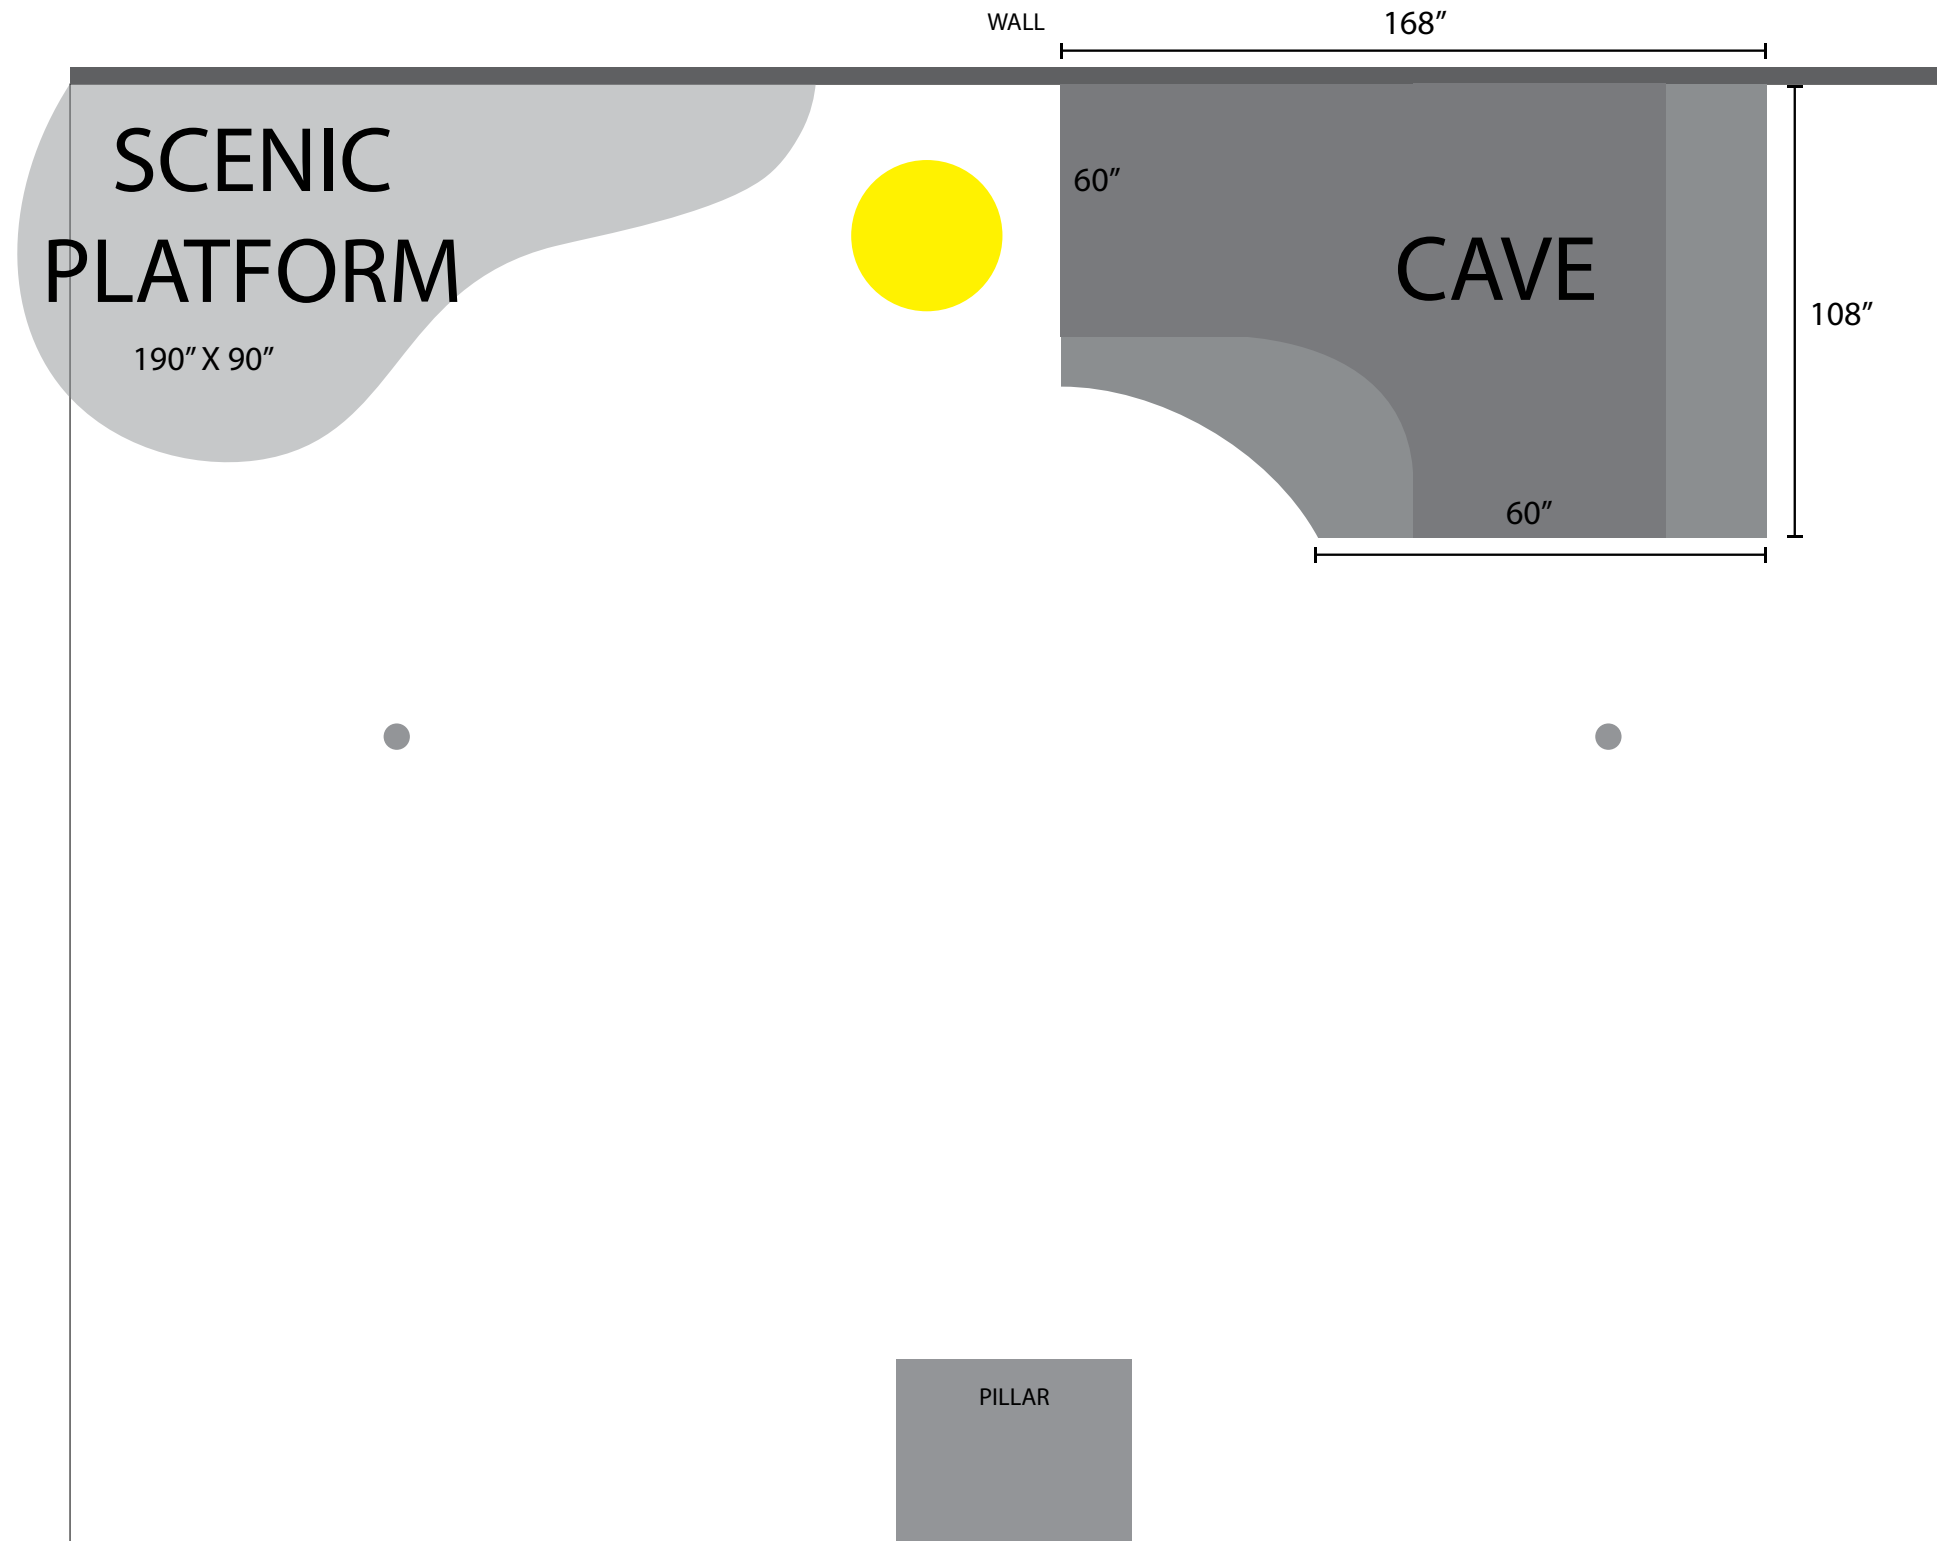 WALL
168”
SCENIC
PLATFORM
190” X 90”
60”
CAVE
108”
60”
PILLAR